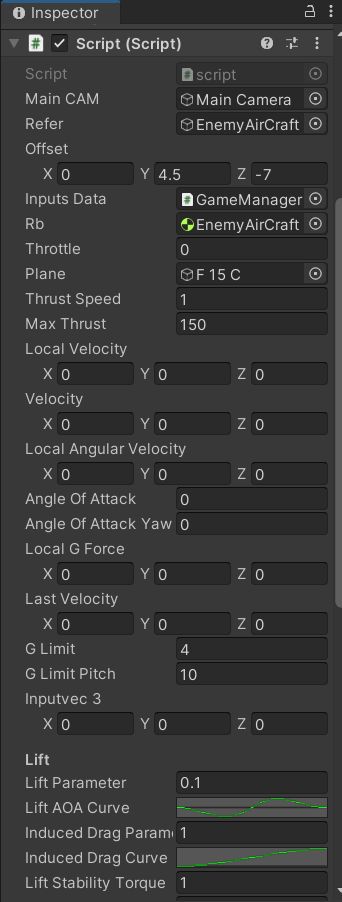 Inspector
Script (Script)
Script script
Main CAM Main Camera
Refer EnemyAirCraft
Offset
X 0 Y 4.5 Z -7
Inputs Data GameManager
Rb EnemyAirCraft
Throttle 0
Plane F 15 C
Thrust Speed 1
Max Thrust 150
Local Velocity
X 0 Y 0 Z 0
Velocity
X 0 Y 0 Z 0
Local Angular Velocity
X 0 Y 0 Z 0
Angle Of Attack 0
Angle Of Attack Yaw 0
Local G Force
X 0 Y 0 Z 0
Last Velocity
X 0 Y 0 Z 0
G Limit 4
G Limit Pitch 10
Inputvec 3
X 0 Y 0 Z 0
Lift
Lift Parameter 0.1
Lift AOA Curve
Induced Drag Param 1
Induced Drag Curve
Lift Stability Torque 1